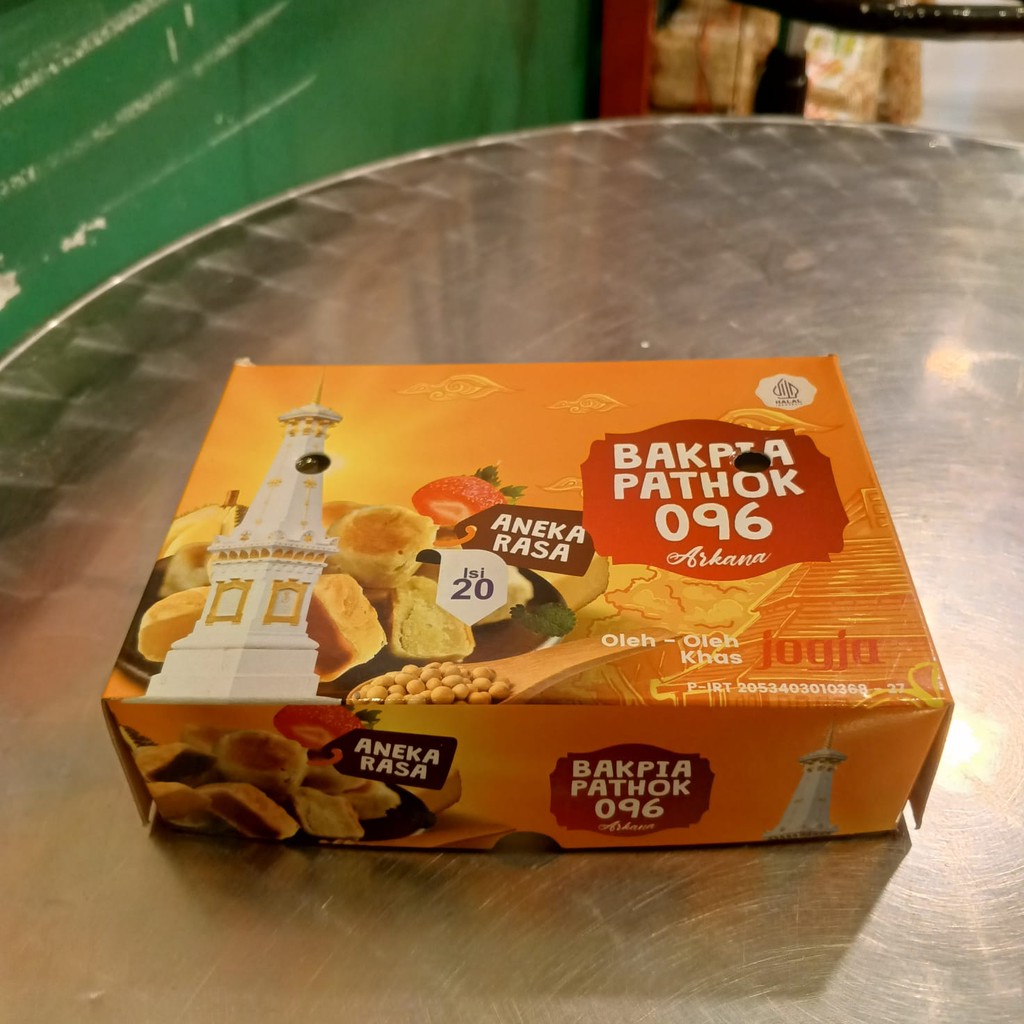 HALAL
BAKPIA
PATHOK
096
Arkana
ANEKA
RASA
Isi
20
Oleh - Oleh
Khas
Jogja
P-IRT 2053403010368 - 27
ANEKA
RASA
BAKPIA
PATHOK
096
Arkana